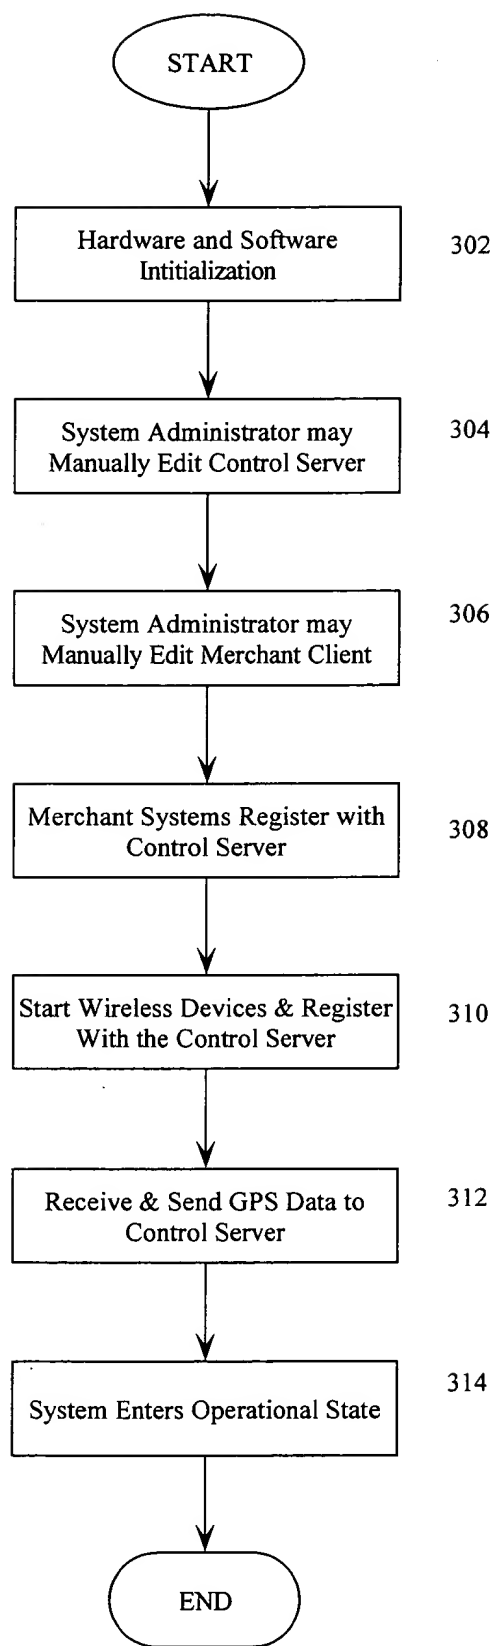 START
Hardware and Software
Intitialization
302
System Administrator may
Manually Edit Control Server
304
System Administrator may
Manually Edit Merchant Client
306
Merchant Systems Register with
Control Server
308
Start Wireless Devices & Register
With the Control Server
310
Receive & Send GPS Data to
Control Server
312
System Enters Operational State
314
END